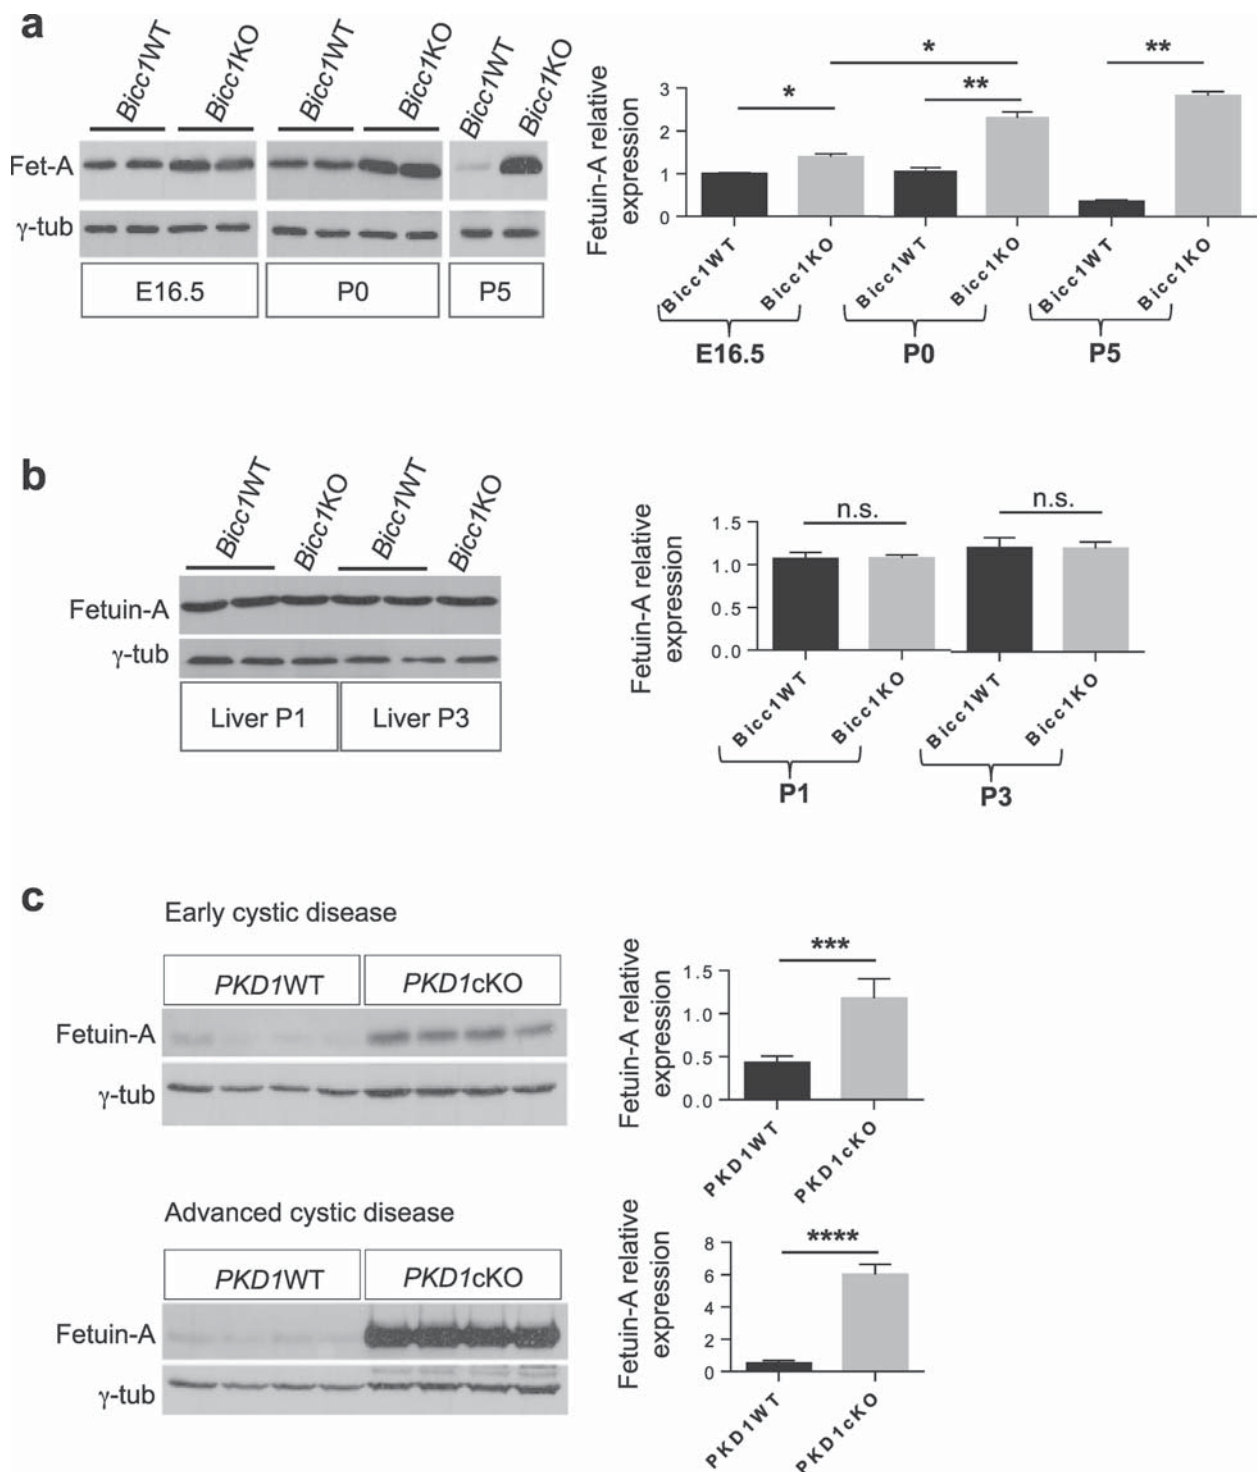 a
Bicc1WT
Bicc1KO
Bicc1WT
Bicc1KO
Bicc1WT
Bicc1KO
Fet-A
γ-tub
E16.5
P0
P5
Fetuin-A relative
expression
3
2
1
0
*
*
**
**
Bicc1WT
Bicc1KO
Bicc1WT
Bicc1KO
Bicc1WT
Bicc1KO
E16.5
P0
P5
b
Bicc1WT
Bicc1KO
Bicc1WT
Bicc1KO
Fetuin-A
γ-tub
Liver P1
Liver P3
Fetuin-A relative
expression
1.5
1.0
0.5
0.0
n.s.
n.s.
Bicc1WT
Bicc1KO
Bicc1WT
Bicc1KO
P1
P3
c
Early cystic disease
PKD1WT
PKD1cKO
Fetuin-A
γ-tub
Fetuin-A relative
expression
1.5
1.0
0.5
0.0
***
PKD1WT
PKD1cKO
Advanced cystic disease
PKD1WT
PKD1cKO
Fetuin-A
γ-tub
Fetuin-A relative
expression
8
6
4
2
0
****
PKD1WT
PKD1cKO